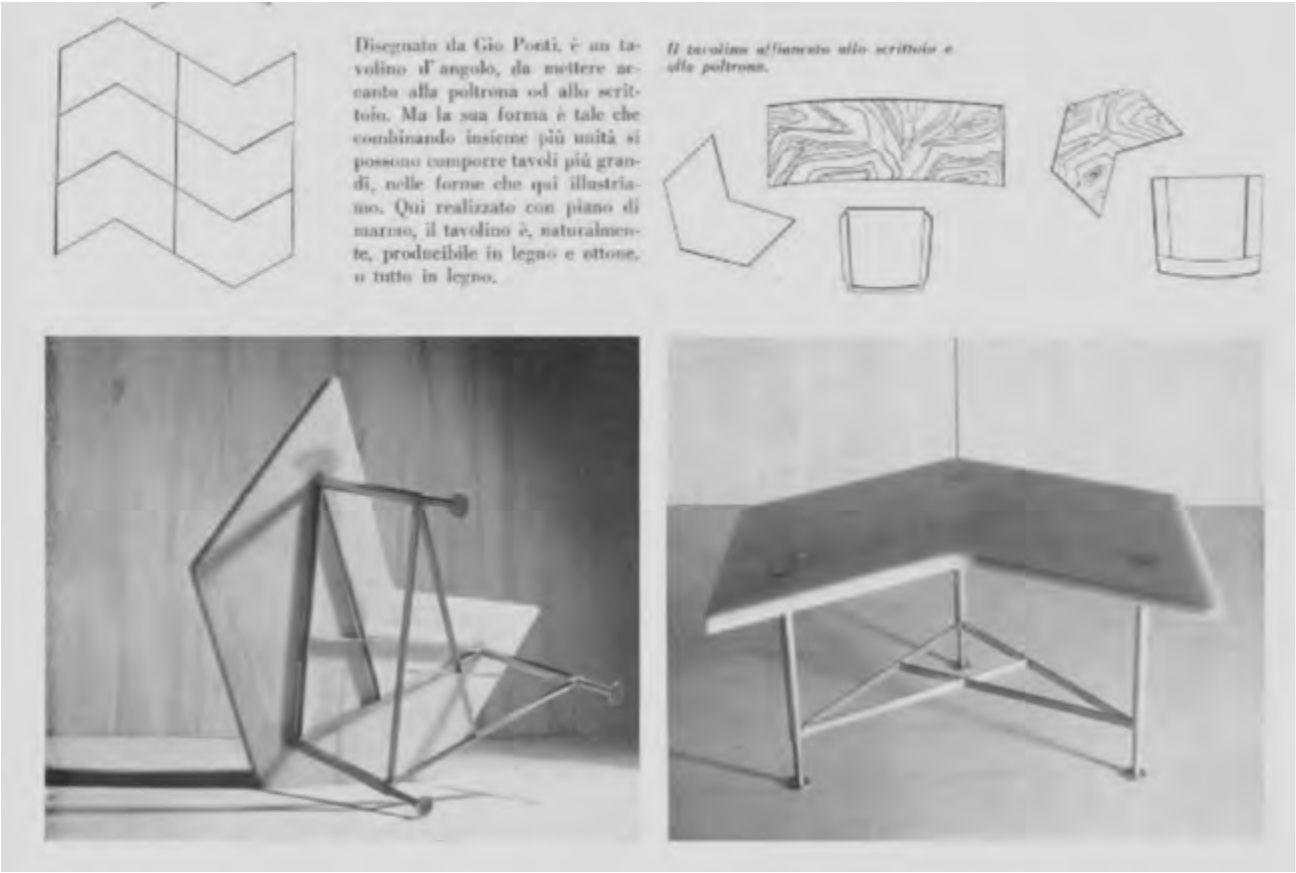 Disegnato da Gio Ponti, è un ta-
volino d'angolo, da mettere ac-
canto alla poltrona od allo scrit-
toio. Ma la sua forma è tale che
combinando insieme più unità si
possono comporre tavoli più gran-
di, nelle forme che qui illustria-
mo. Qui realizzato con piano di
marmo, il tavolino è, naturalmen-
te, producibile in legno e ottone,
o tutto in legno.
Il tavolino affiancato allo scrittoio e
alla poltrona.